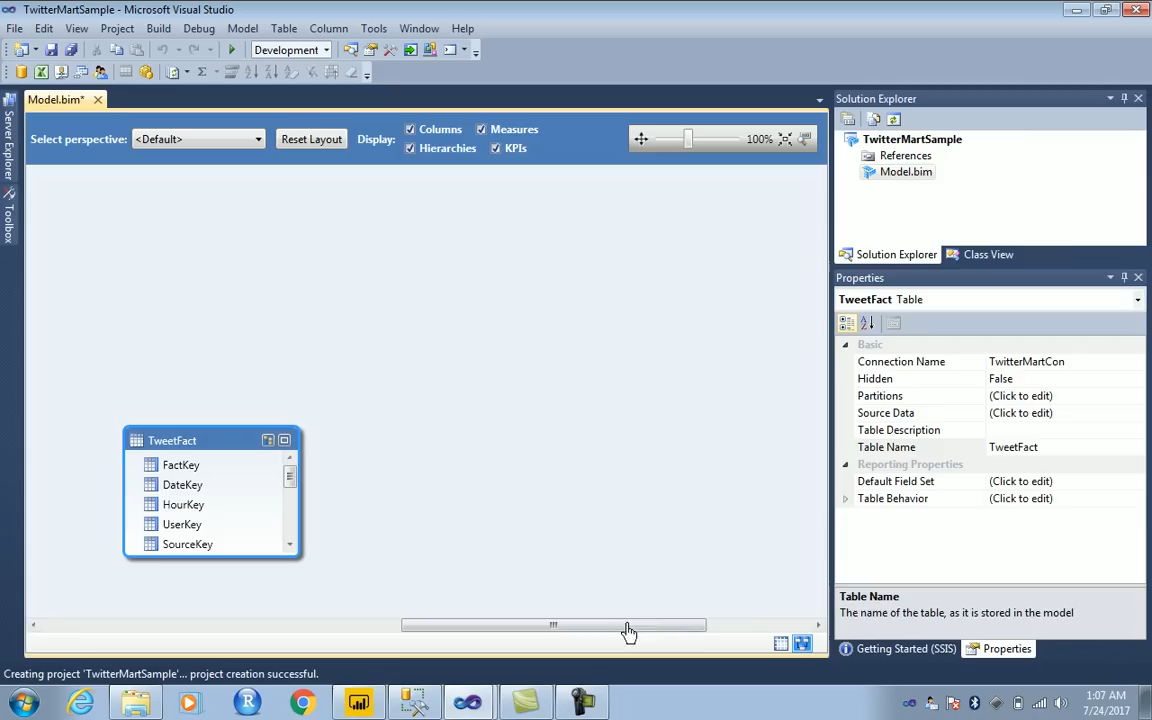 TwitterMartSample - Microsoft Visual Studio
File Edit View Project Build Debug Model Table Column Tools Window Help
Development
Model.bim*
Select perspective: <Default> Reset Layout Display: Columns Measures
Hierarchies KPIs
100%
Server Explorer
Toolbox
TweetFact
FactKey
DateKey
HourKey
UserKey
SourceKey
Solution Explorer
TwitterMartSample
References
Model.bim
Solution Explorer Class View
Properties
TweetFact Table
Basic
Connection Name TwitterMartCon
Hidden False
Partitions (Click to edit)
Source Data (Click to edit)
Table Description
Table Name TweetFact
Reporting Properties
Default Field Set (Click to edit)
Table Behavior (Click to edit)
Table Name
The name of the table, as it is stored in the model
Getting Started (SSIS) Properties
Creating project 'TwitterMartSample'... project creation successful.
1:07 AM
7/24/2017